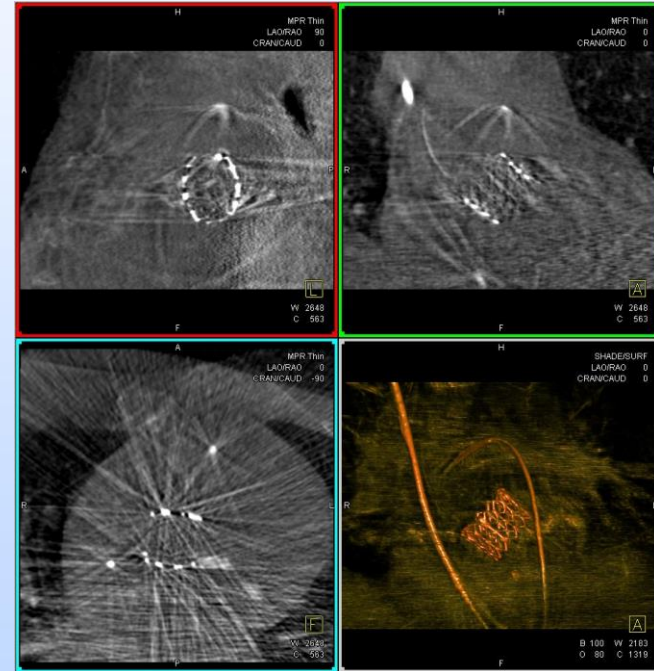 H
MPR Thin
LAO/RAO 90
CRAN/CAUD 0
A
P
L
W 2648
C 563
F
H
MPR Thin
LAO/RAO 0
CRAN/CAUD 0
R
A
W 2648
C 563
F
A
MPR Thin
LAO/RAO 0
CRAN/CAUD -90
R
L
F
W 2648
C 563
P
H
SHADE/SURF
LAO/RAO 0
CRAN/CAUD 0
R
A
B 100 W 2183
O 80 C 1319
F